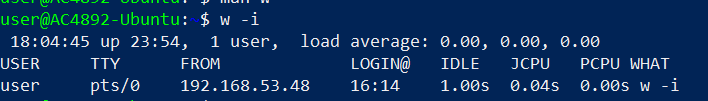 user@AC4892-Ubuntu:~$ man w
user@AC4892-Ubuntu:~$ w -i
 18:04:45 up 23:54,  1 user,  load average: 0.00, 0.00, 0.00
USER     TTY      FROM             LOGIN@   IDLE   JCPU   PCPU WHAT
user     pts/0    192.168.53.48    16:14    1.00s  0.04s  0.00s w -i